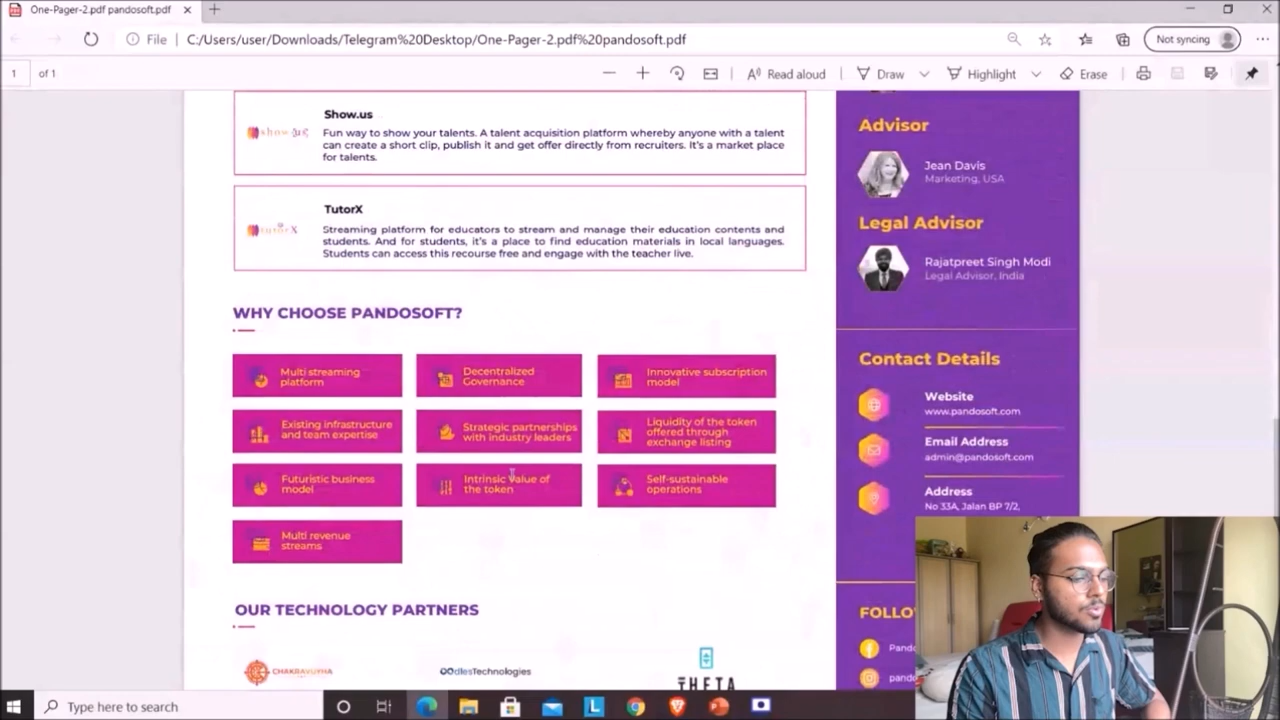 One-Pager-2.pdf pandosoft.pdf
File
C:/Users/user/Downloads/Telegram%20Desktop/One-Pager-2.pdf%20pandosoft.pdf
Not syncing
1 of 1
Read aloud
Draw
Highlight
Erase
Show.us
Fun way to show your talents. A talent acquisition platform whereby anyone with a talent
can create a short clip, publish it and get offer directly from recruiters. It's a market place
for talents.
TutorX
Streaming platform for educators to stream and manage their education contents and
students. And for students, it's a place to find education materials in local languages.
Students can access this recourse free and engage with the teacher live.
WHY CHOOSE PANDOSOFT?
Multi streaming
platform
Decentralized
Governance
Innovative subscription
model
Existing infrastructure
and team expertise
Strategic partnerships
with industry leaders
Liquidity of the token
offered through
exchange listing
Futuristic business
model
Intrinsic value of
the token
Self-sustainable
operations
Multi revenue
streams
OUR TECHNOLOGY PARTNERS
CHAKRAVUYHA
OOdlesTechnologies
THETA
Advisor
Jean Davis
Marketing, USA
Legal Advisor
Rajatpreet Singh Modi
Legal Advisor, India
Contact Details
Website
www.pandosoft.com
Email Address
admin@pandosoft.com
Address
No 33A, Jalan BP 7/2,
FOLLO
Pando
pando
Type here to search